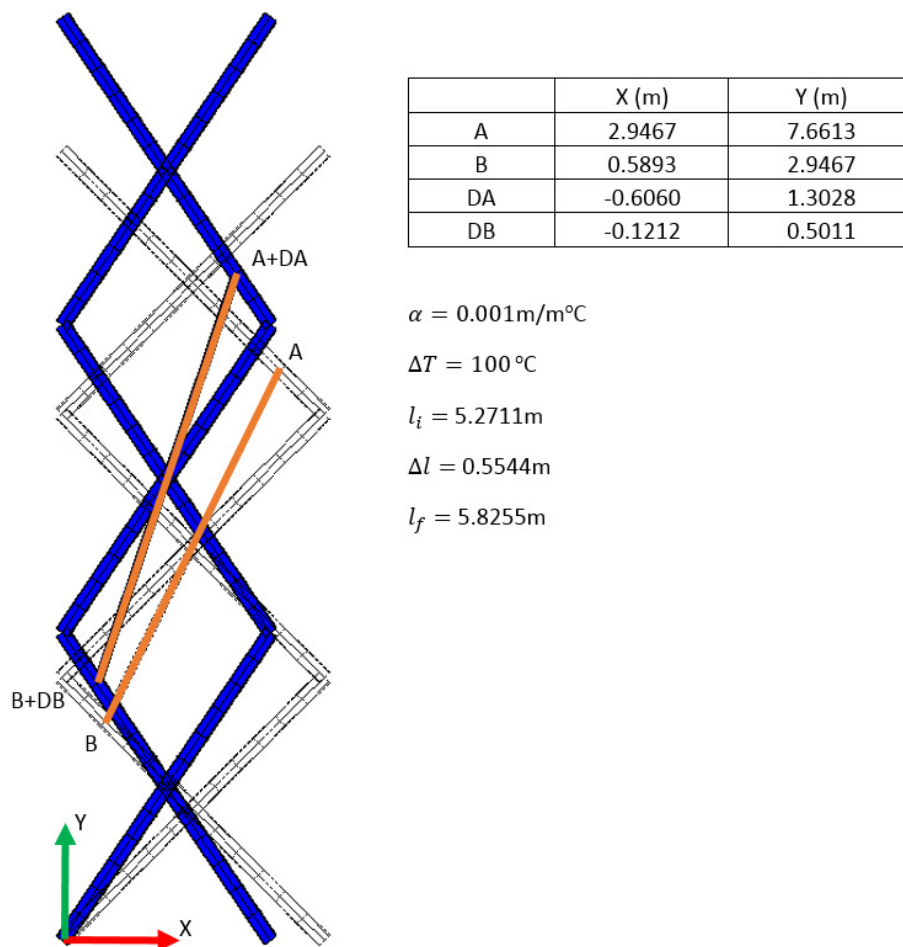 X (m) Y (m)
A 2.9467 7.6613
B 0.5893 2.9467
DA -0.6060 1.3028
DB -0.1212 0.5011
A+DA
α = 0.001m/m°C
A
ΔT = 100 °C
l_i = 5.2711m
Δl = 0.5544m
l_f = 5.8255m
B+DB
B
Y
X